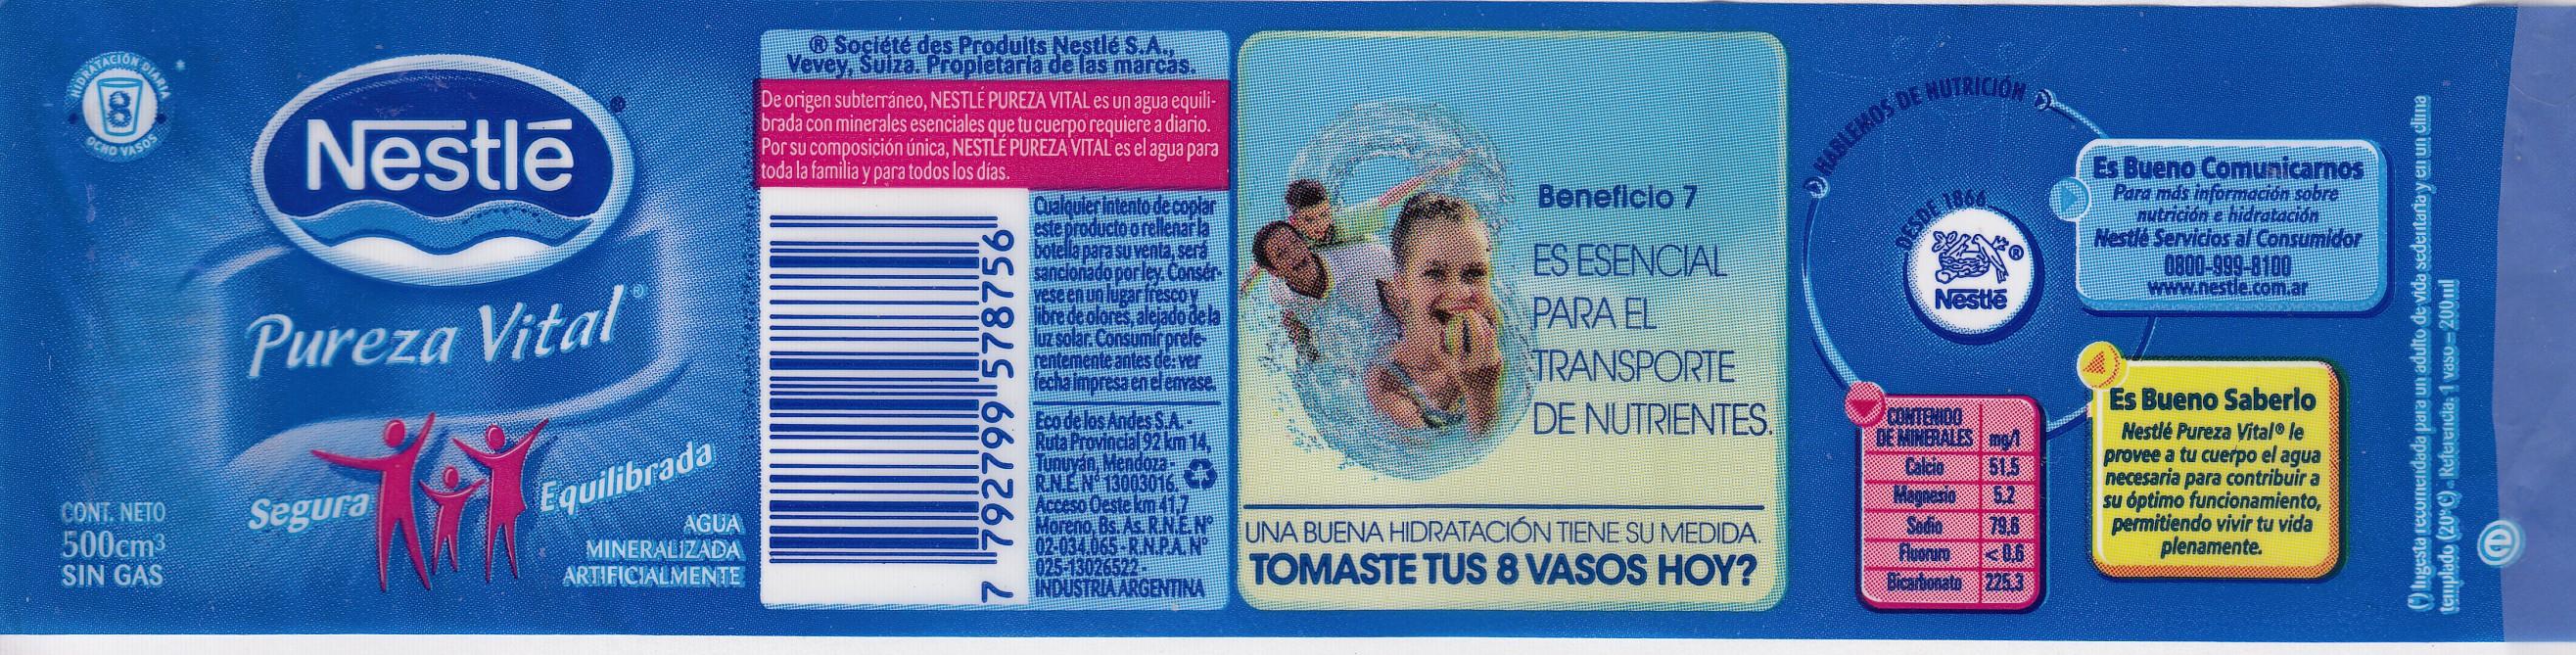 HIDRATACIÓN DIARIA *
8
OCHO VASOS
Nestlé ®
Pureza Vital ®
Segura Equilibrada
CONT. NETO
500cm³
SIN GAS
AGUA
MINERALIZADA
ARTIFICIALMENTE
® Société des Produits Nestlé S.A.,
Vevey, Suiza. Propietaria de las marcas.
De origen subterráneo, NESTLÉ PUREZA VITAL es un agua equili-
brada con minerales esenciales que tu cuerpo requiere a diario.
Por su composición única, NESTLÉ PUREZA VITAL es el agua para
toda la familia y para todos los días.
7 792799 578756
Cualquier intento de copiar
este producto o rellenar la
botella para su venta, será
sancionado por ley. Consér-
vese en un lugar fresco y
libre de olores, alejado de la
luz solar. Consumir prefe-
rentemente antes de: ver
fecha impresa en el envase.
Eco de los Andes S.A. -
Ruta Provincial 92 km 14,
Tunuyán, Mendoza -
R.N.E. N° 13003016.
Acceso Oeste km 41,7
Moreno, Bs. As. R.N.E. N°
02-034.065 - R.N.P.A. N°
025-13026522 -
INDUSTRIA ARGENTINA
Beneficio 7
ES ESENCIAL
PARA EL
TRANSPORTE
DE NUTRIENTES.
UNA BUENA HIDRATACIÓN TIENE SU MEDIDA.
TOMASTE TUS 8 VASOS HOY?
HABLEMOS DE NUTRICIÓN
DESDE 1866
Nestlé ®
Es Bueno Comunicarnos
Para más información sobre
nutrición e hidratación
Nestlé Servicios al Consumidor
0800-999-8100
www.nestle.com.ar
CONTENIDO
DE MINERALES mg/l
Calcio 51,5
Magnesio 5,2
Sodio 79,6
Fluoruro < 0,6
Bicarbonato 225,3
Es Bueno Saberlo
Nestlé Pureza Vital® le
provee a tu cuerpo el agua
necesaria para contribuir a
su óptimo funcionamiento,
permitiendo vivir tu vida
plenamente.
(*) Ingesta recomendada para un adulto de vida sedentaria y en un clima
templado (20°C). Referencia: 1 vaso = 200 ml
e